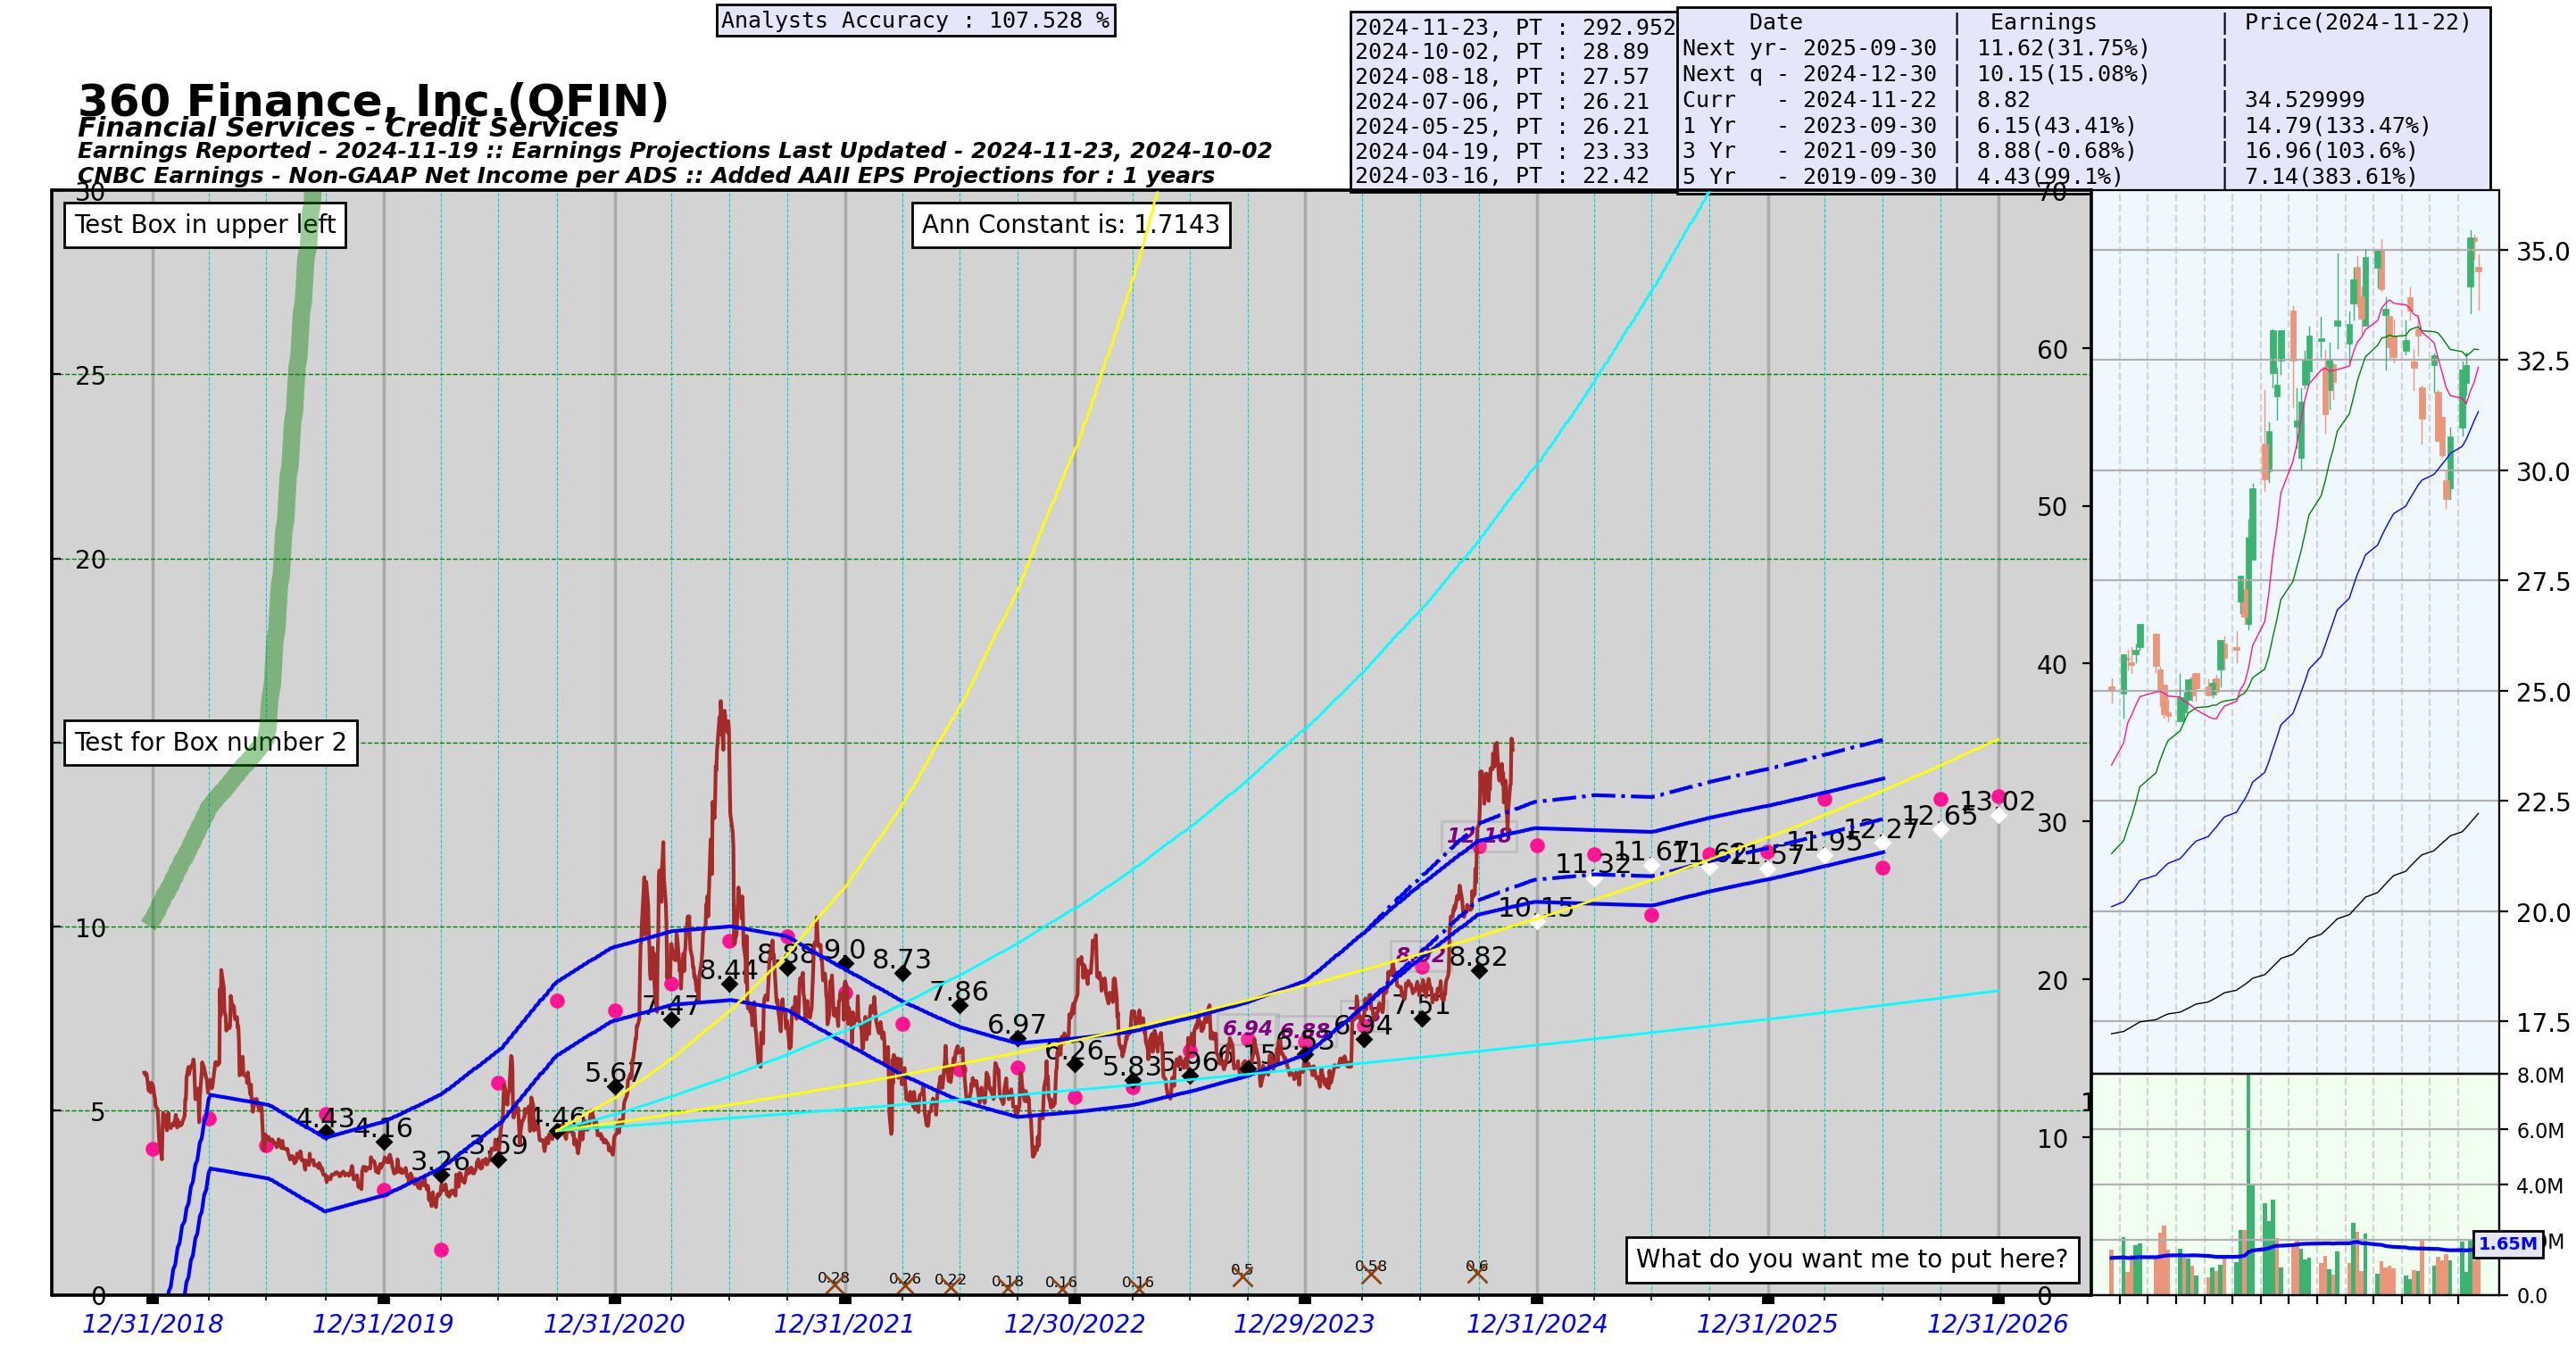 Analysts Accuracy : 107.528 %
2024-11-23, PT : 292.952
2024-10-02, PT : 28.89
2024-08-18, PT : 27.57
2024-07-06, PT : 26.21
2024-05-25, PT : 26.21
2024-04-19, PT : 23.33
2024-03-16, PT : 22.42
Date | Earnings | Price(2024-11-22)
Next yr- 2025-09-30 | 11.62(31.75%) |
Next q - 2024-12-30 | 10.15(15.08%) |
Curr - 2024-11-22 | 8.82 | 34.529999
1 Yr - 2023-09-30 | 6.15(43.41%) | 14.79(133.47%)
3 Yr - 2021-09-30 | 8.88(-0.68%) | 16.96(103.6%)
5 Yr - 2019-09-30 | 4.43(99.1%) | 7.14(383.61%)
360 Finance, Inc.(QFIN)
Financial Services - Credit Services
Earnings Reported - 2024-11-19 :: Earnings Projections Last Updated - 2024-11-23, 2024-10-02
CNBC Earnings - Non-GAAP Net Income per ADS :: Added AAII EPS Projections for : 1 years
Test Box in upper left
Ann Constant is: 1.7143
Test for Box number 2
What do you want me to put here?
30
25
20
10
5
0
70
60
50
40
30
20
10
0
35.0
32.5
30.0
27.5
25.0
22.5
20.0
17.5
8.0M
6.0M
4.0M
1.65M
0.0
4.43
4.16
3.26
3.69
4.46
5.67
7.47
8.44
8.88
9.0
8.73
7.86
6.97
6.26
5.83
5.96
6.15
6.53
6.94
7.51
8.82
10.15
11.32
11.67
11.62
11.57
11.95
12.27
12.65
13.02
6.94
6.88
8.92
12.18
0.28
0.26
0.22
0.18
0.16
0.16
0.5
0.58
0.6
12/31/2018
12/31/2019
12/31/2020
12/31/2021
12/30/2022
12/29/2023
12/31/2024
12/31/2025
12/31/2026